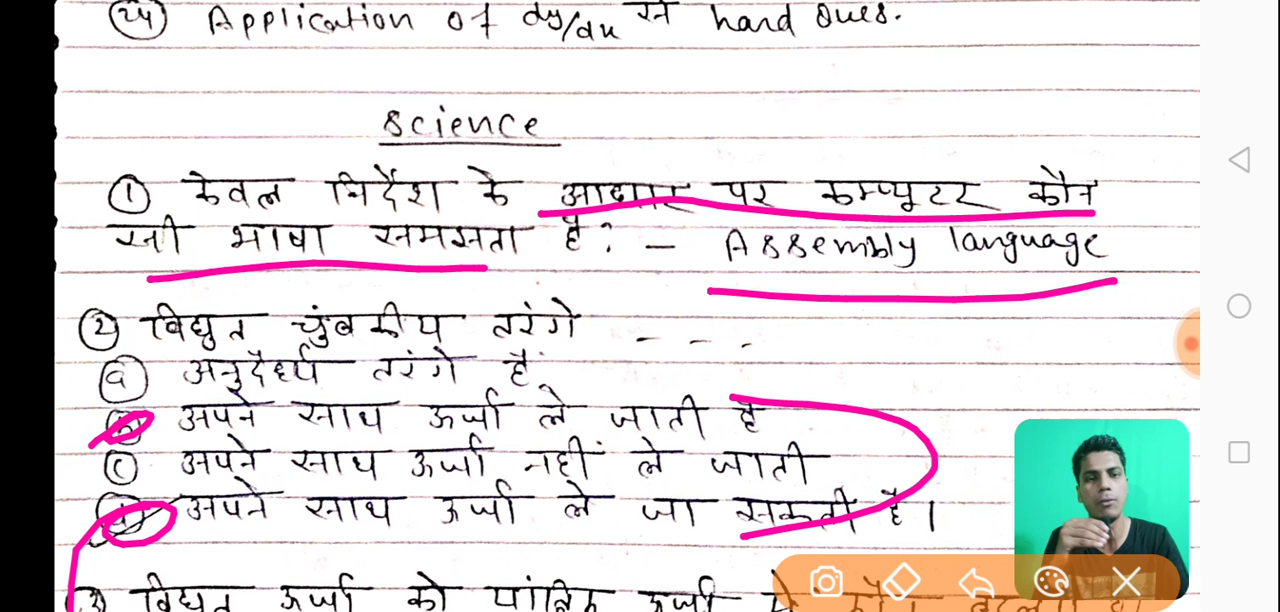 (24) Application of dy/dx से hard Ques.
Science
① केवल निर्देश के आधार पर कम्प्यूटर कौन
सी भाषा समझता है? - Assembly language
② विद्युत चुंबकीय तरंगे - - -
ⓐ अनुदैर्ध्य तरंगे हैं
अपने साथ ऊर्जा ले जाती है
ⓒ अपने साथ ऊर्जा नहीं ले जाती
अपने साथ ऊर्जा ले जा सकती है।
③ विद्युत ऊर्जा को यांत्रिक ऊर्जा में कौन बदलता है